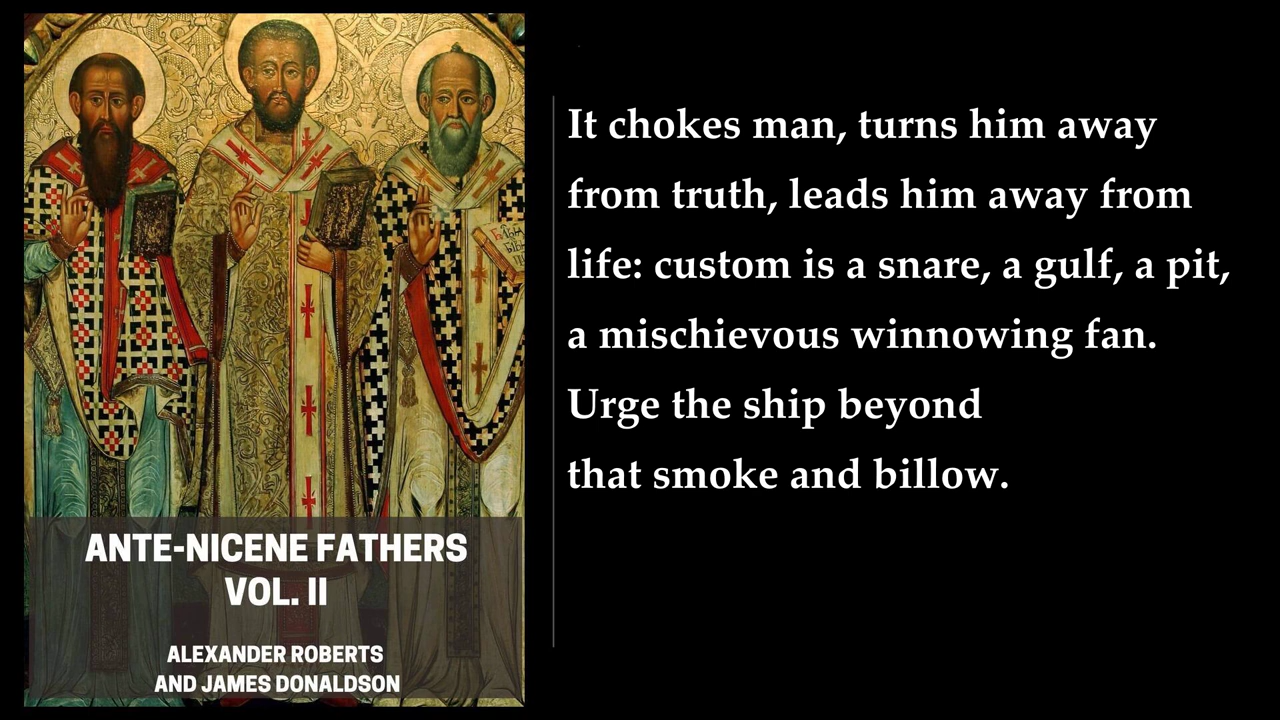 It chokes man, turns him away
from truth, leads him away from
life: custom is a snare, a gulf, a pit,
a mischievous winnowing fan.
Urge the ship beyond
that smoke and billow.
ANTE-NICENE FATHERS
VOL. II
ALEXANDER ROBERTS
AND JAMES DONALDSON